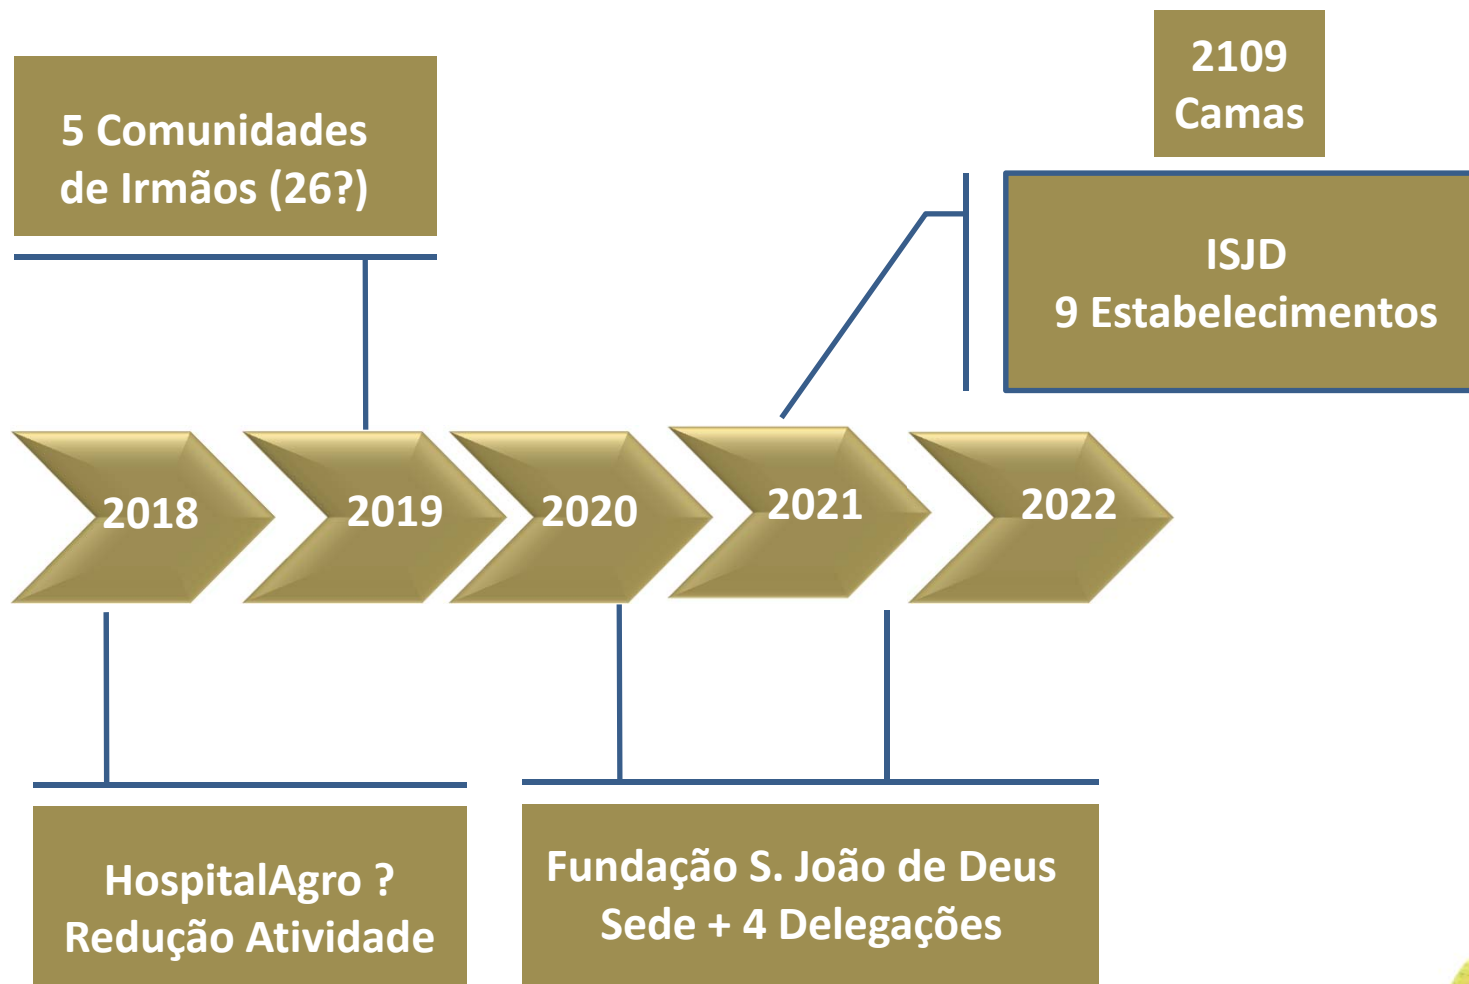 5 Comunidades
de Irmãos (26?)
2109
Camas
ISJD
9 Estabelecimentos
2018
2019
2020
2021
2022
HospitalAgro ?
Redução Atividade
Fundação S. João de Deus
Sede + 4 Delegações